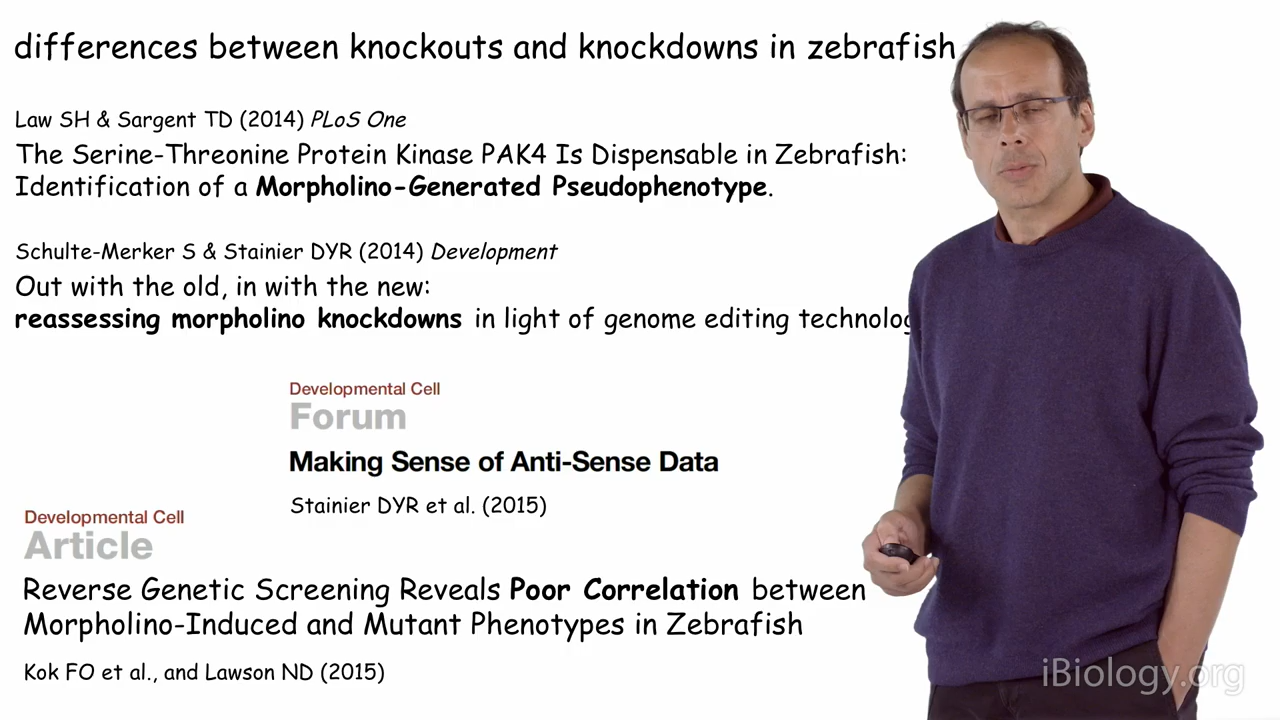 differences between knockouts and knockdowns in zebrafish
Law SH & Sargent TD (2014) PLoS One
The Serine-Threonine Protein Kinase PAK4 Is Dispensable in Zebrafish:
Identification of a Morpholino-Generated Pseudophenotype.
Schulte-Merker S & Stainier DYR (2014) Development
Out with the old, in with the new:
reassessing morpholino knockdowns in light of genome editing
Developmental Cell
Forum
Making Sense of Anti-Sense Data
Stainier DYR et al. (2015)
Developmental Cell
Article
Reverse Genetic Screening Reveals Poor Correlation between
Morpholino-Induced and Mutant Phenotypes in Zebrafish
Kok FO et al., and Lawson ND (2015)
iBiology.org